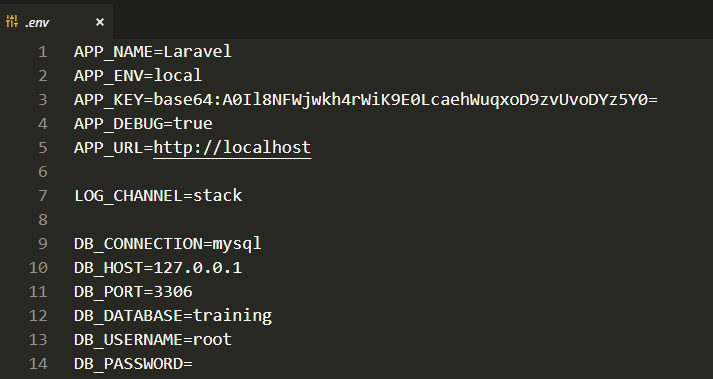 .env
1 APP_NAME=Laravel
2 APP_ENV=local
3 APP_KEY=base64:A0Il8NFWjwkh4rWiK9E0LcaehWuqxoD9zvUvoDYz5Y0=
4 APP_DEBUG=true
5 APP_URL=http://localhost
6
7 LOG_CHANNEL=stack
8
9 DB_CONNECTION=mysql
10 DB_HOST=127.0.0.1
11 DB_PORT=3306
12 DB_DATABASE=training
13 DB_USERNAME=root
14 DB_PASSWORD=